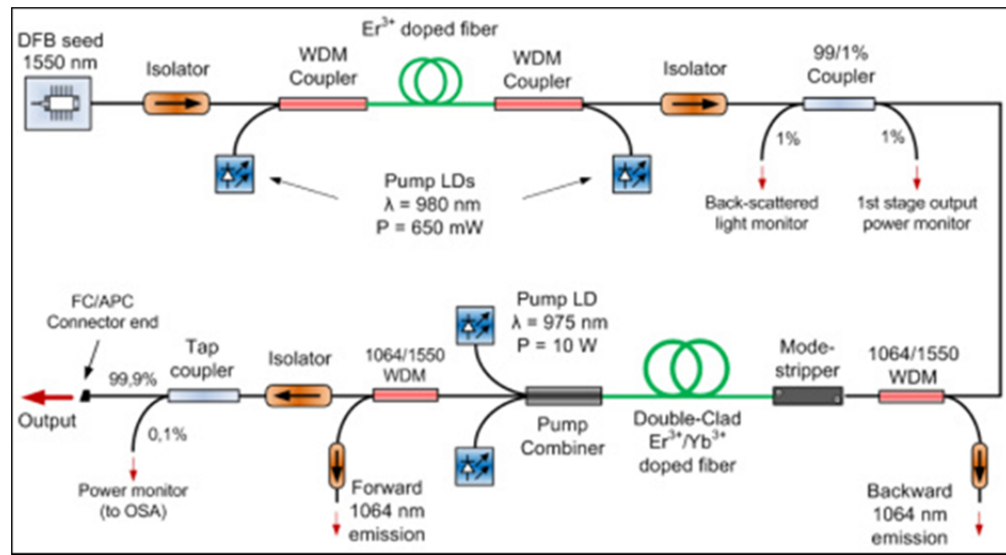 DFB seed
1550 nm
Isolator
WDM
Coupler
Er³⁺ doped fiber
WDM
Coupler
Isolator
99/1%
Coupler
1%
1%
Pump LDs
λ = 980 nm
P = 650 mW
Back-scattered
light monitor
1st stage output
power monitor
FC/APC
Connector end
99,9%
Output
Tap
coupler
0,1%
Power monitor
(to OSA)
Isolator
1064/1550
WDM
Forward
1064 nm
emission
Pump LD
λ = 975 nm
P = 10 W
Pump
Combiner
Double-Clad
Er³⁺/Yb³⁺
doped fiber
Mode-
stripper
1064/1550
WDM
Backward
1064 nm
emission